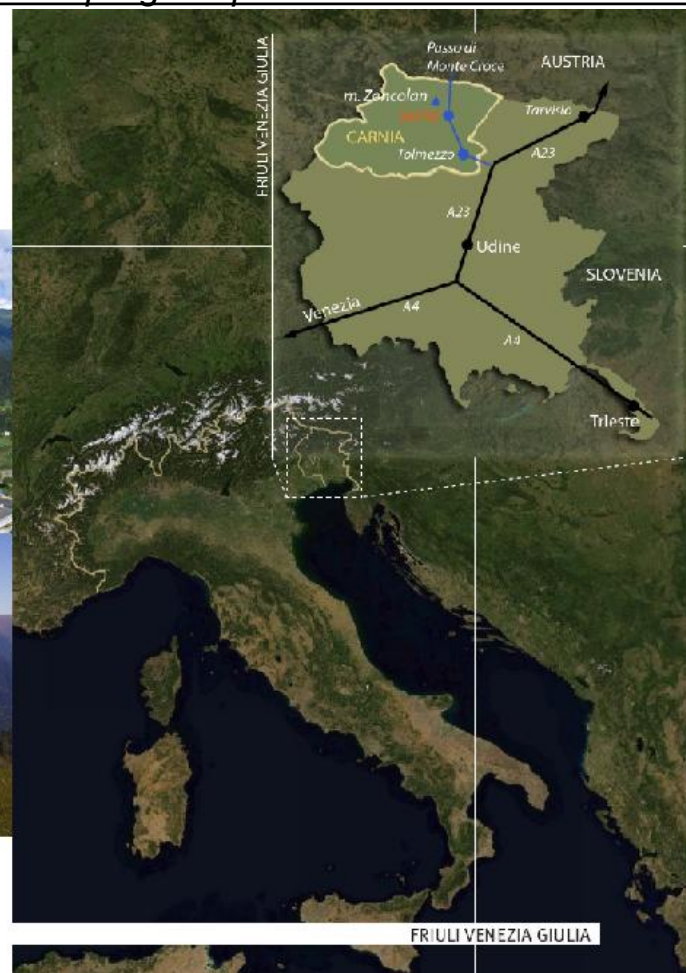 FRIULI VENEZIA GIULIA
Passo di
Monte Croce
AUSTRIA
m. Zoncolan
Tarvisio
CARNIA
Tolmezzo
A23
A23
Udine
SLOVENIA
Venezia
A4
A4
Trieste
FRIULI VENEZIA GIULIA